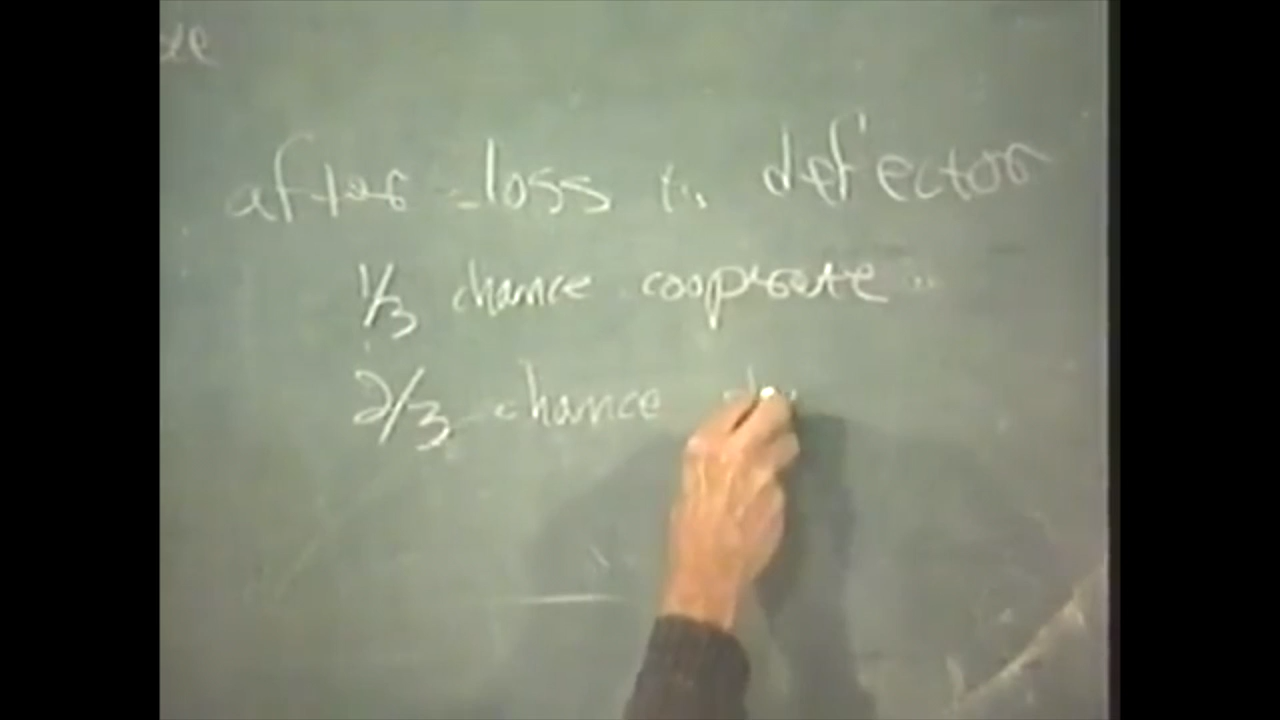 after loss to defector
1/3 chance cooperate
2/3 chance